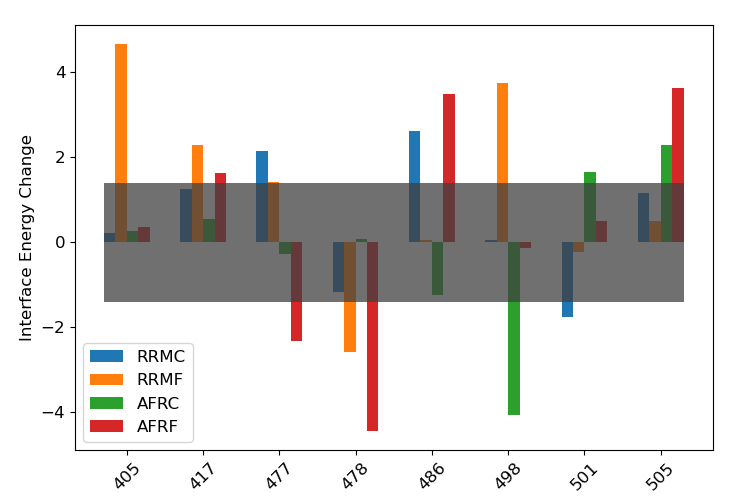 Interface Energy Change
4
2
0
−2
−4
RRMC
RRMF
AFRC
AFRF
405 417 477 478 486 498 501 505